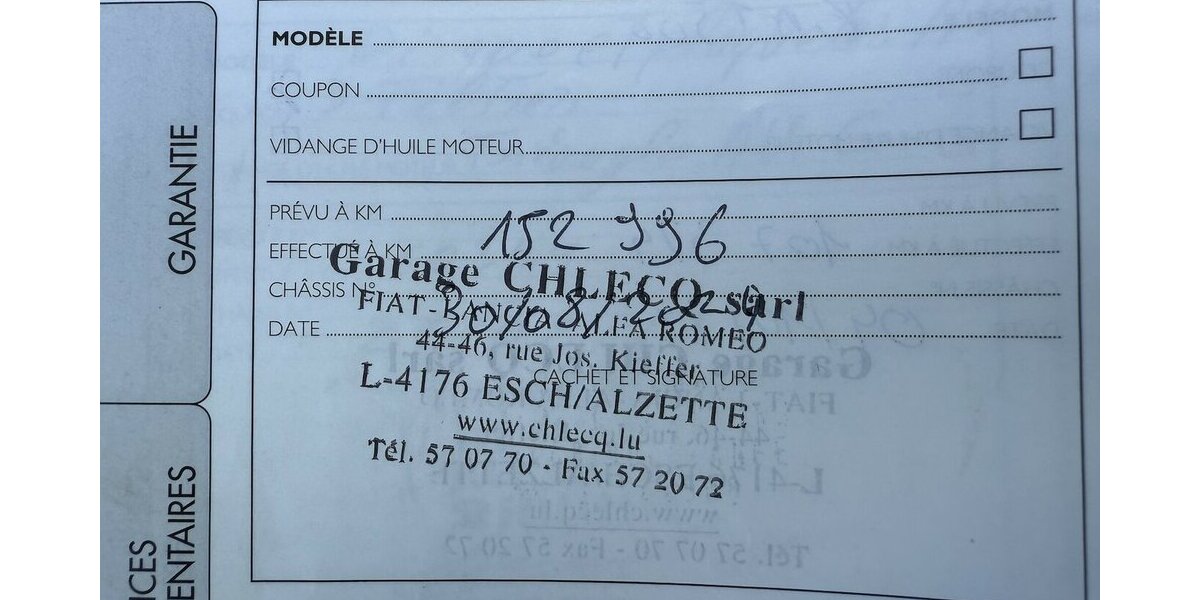 MODÈLE
COUPON
VIDANGE D'HUILE MOTEUR
PRÉVU À KM
EFFECTUÉ À KM 152 996
CHÂSSIS N°
DATE 30/08/
CACHET ET SIGNATURE
Garage CHLECQ sàrl
FIAT - LANCIA - ALFA ROMEO
44-46, rue Jos. Kieffer
L-4176 ESCH/ALZETTE
www.chlecq.lu
Tél. 57 07 70 - Fax 57 20 72
GARANTIE
ICES
ENTAIRES